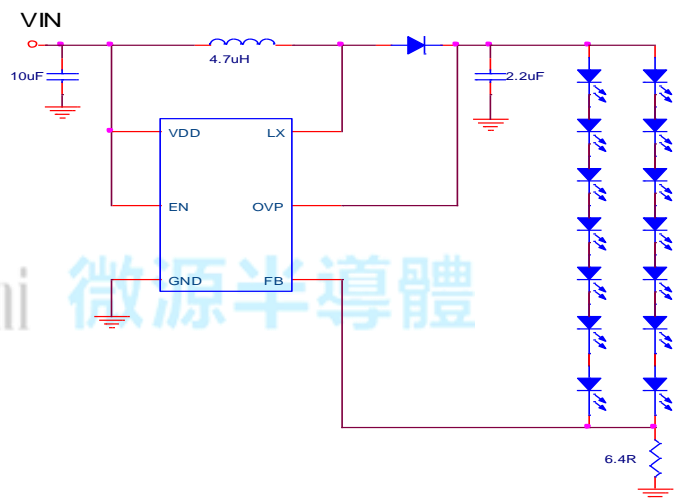 VIN
4.7uH
10uF
2.2uF
VDD
LX
EN
OVP
GND
FB
微源半導體
6.4R